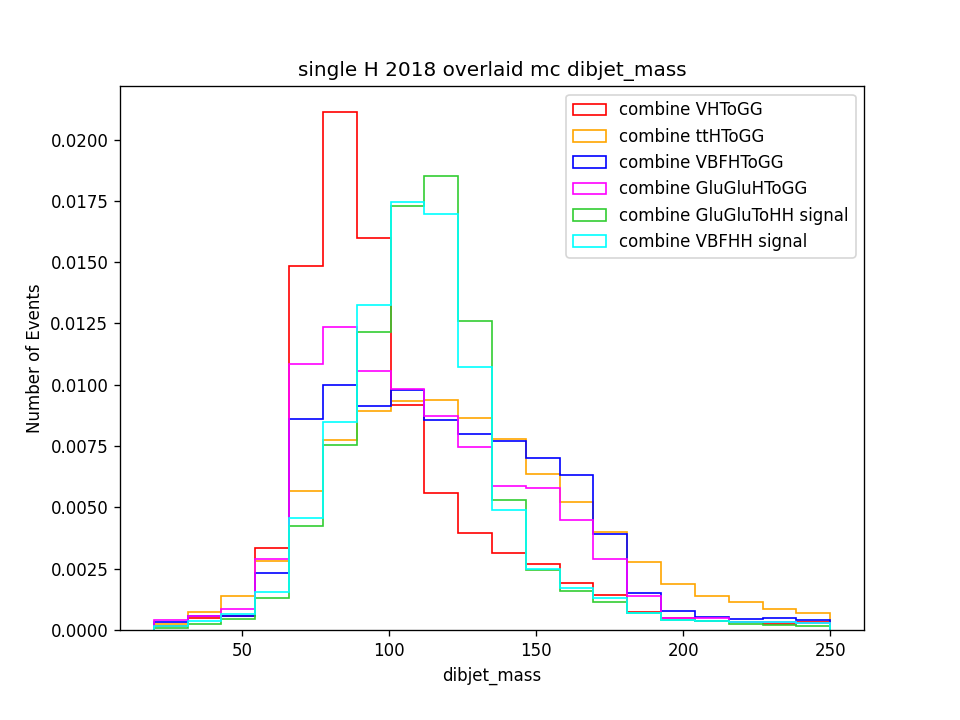 single H 2018 overlaid mc dibjet_mass
combine VHToGG
combine ttHToGG
combine VBFHToGG
combine GluGluHToGG
combine GluGluToHH signal
combine VBFHH signal
Number of Events
0.0200
0.0175
0.0150
0.0125
0.0100
0.0075
0.0050
0.0025
0.0000
50 100 150 200 250
dibjet_mass